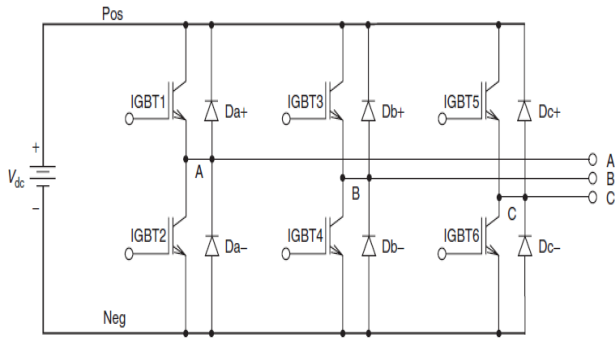 Pos
IGBT1 Da+ IGBT3 Db+ IGBT5 Dc+
+
A A
Vdc
B B
C C
−
IGBT2 Da− IGBT4 Db− IGBT6 Dc−
Neg